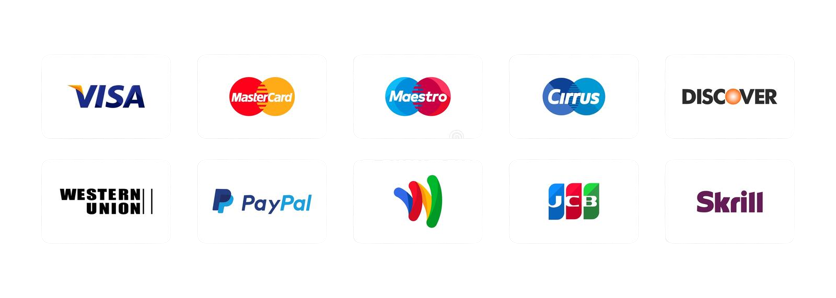 VISA
MasterCard
Maestro
Cirrus
DISCOVER
WESTERN
UNION
PayPal
JCB
Skrill